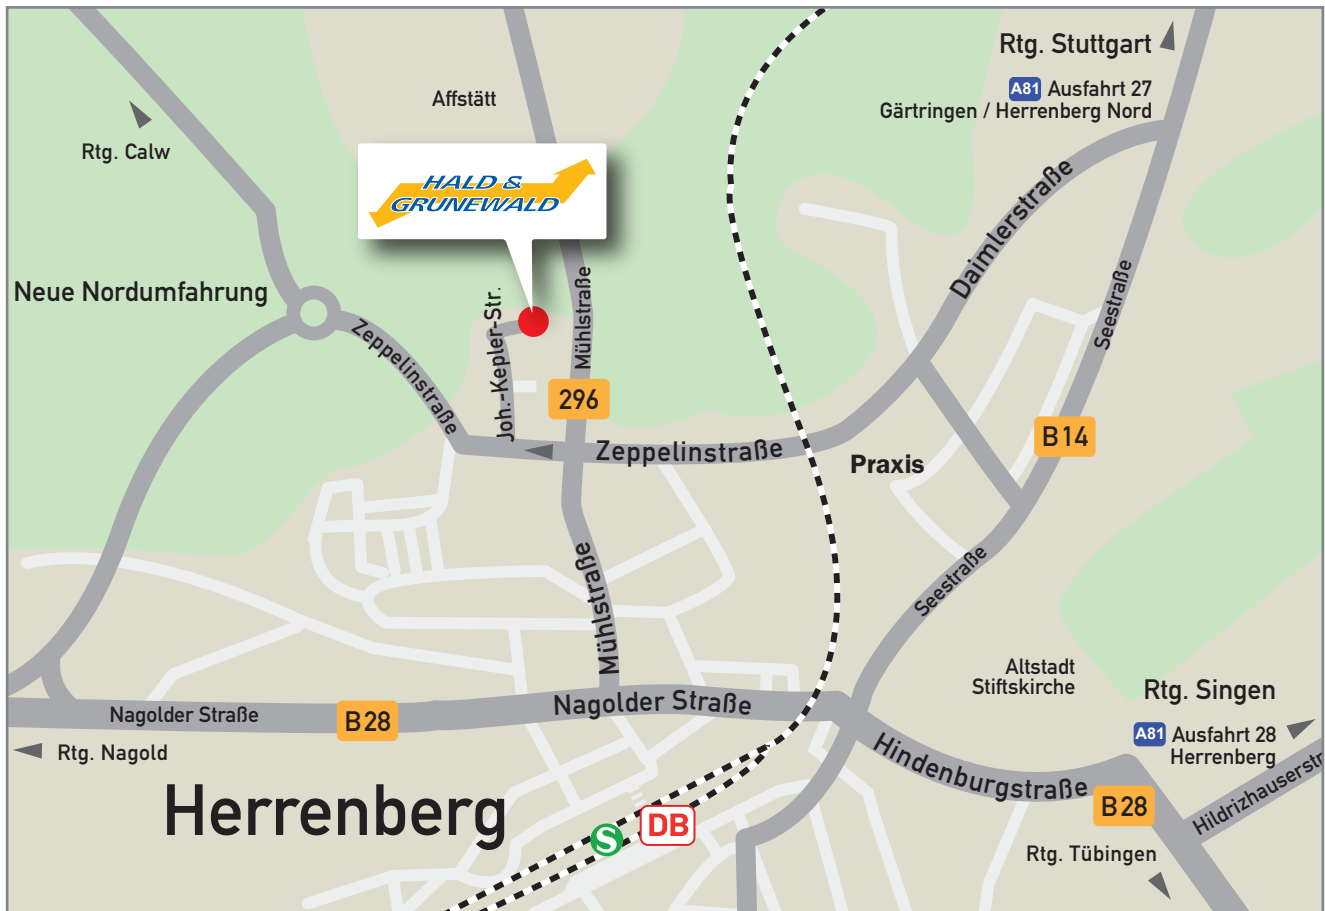 Rtg. Stuttgart
A81 Ausfahrt 27
Gärtringen / Herrenberg Nord
Affstätt
Rtg. Calw
HALD &
GRUNEWALD
Daimlerstraße
Neue Nordumfahrung
Zeppelinstraße
Joh.-Kepler-Str.
Mühlstraße
Seestraße
296
B14
Zeppelinstraße
Praxis
Mühlstraße
Seestraße
Altstadt
Stiftskirche
Rtg. Singen
A81 Ausfahrt 28
Herrenberg
Nagolder Straße
B28
Nagolder Straße
Rtg. Nagold
Hindenburgstraße
Hildrizhauserstr
B28
Herrenberg
S
DB
Rtg. Tübingen